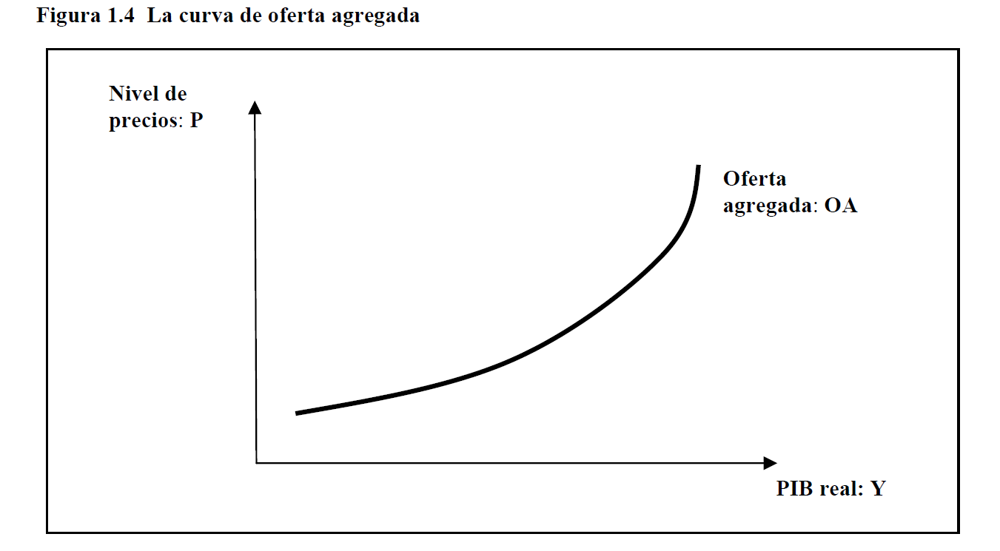 Figura 1.4 La curva de oferta agregada
Nivel de
precios: P
Oferta
agregada: OA
PIB real: Y